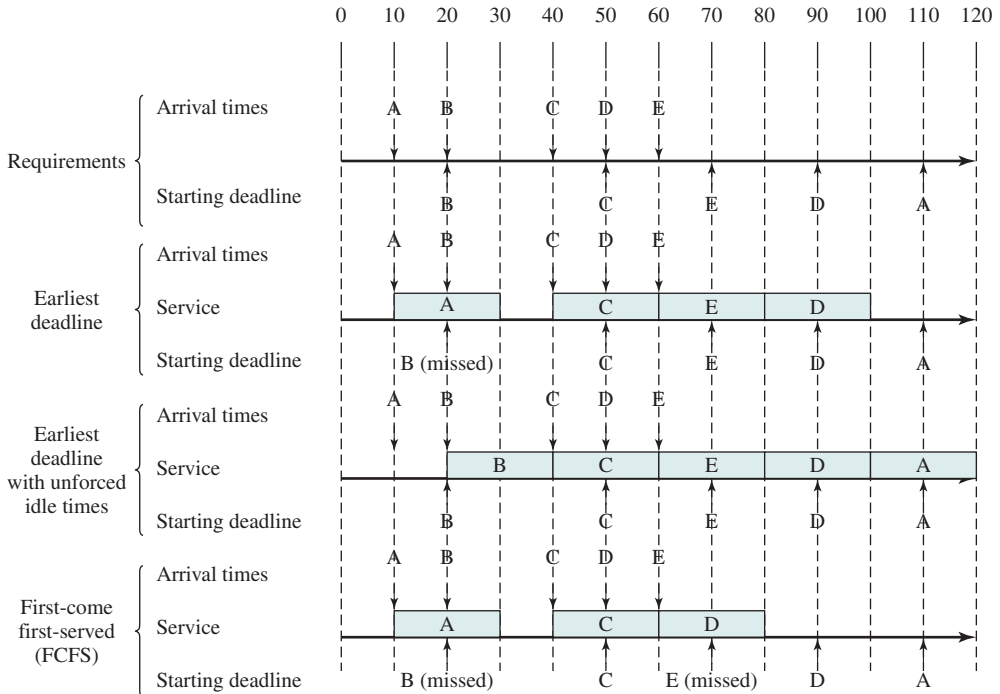 0 10 20 30 40 50 60 70 80 90 100 110 120
A B C D E
Arrival times
Requirements
Starting deadline
B C E D A
A B C D E
Arrival times
Earliest
deadline
Service
A C E D
Starting deadline
B (missed) C E D A
A B C D E
Arrival times
Earliest
deadline
with unforced
idle times
Service
B C E D A
Starting deadline
B C E D A
A B C D E
Arrival times
First-come
first-served
(FCFS)
Service
A C D
Starting deadline
B (missed) C E (missed) D A